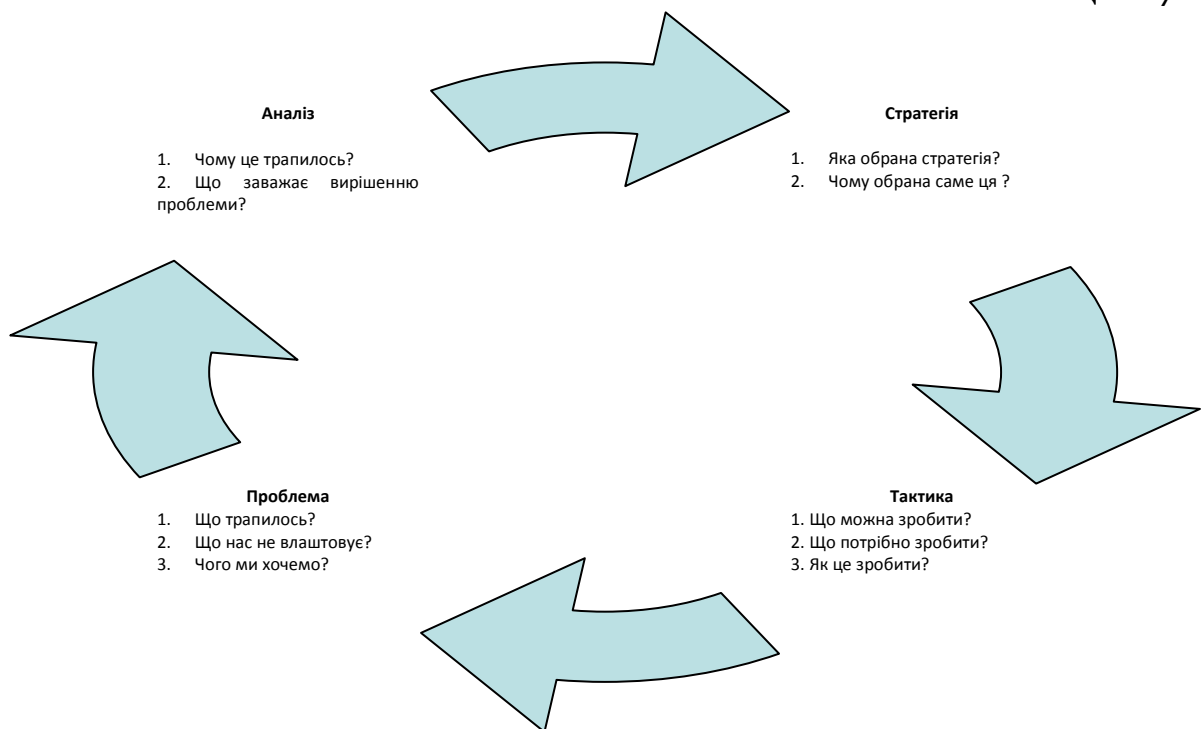 Аналіз
1. Чому це трапилось?
2. Що заважає вирішенню
проблеми?
Стратегія
1. Яка обрана стратегія?
2. Чому обрана саме ця ?
Проблема
1. Що трапилось?
2. Що нас не влаштовує?
3. Чого ми хочемо?
Тактика
1. Що можна зробити?
2. Що потрібно зробити?
3. Як це зробити?